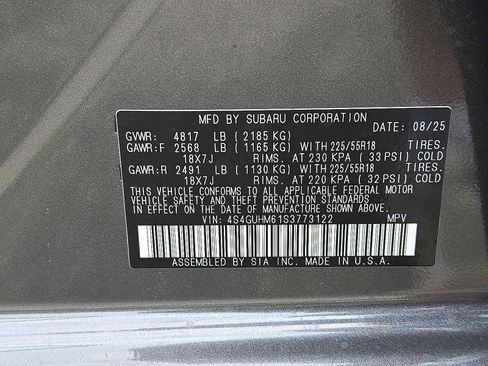 MFD BY SUBARU CORPORATION
GVWR: 4817 LB ( 2185 KG) DATE: 08/25
GAWR:F 2568 LB ( 1165 KG) WITH 225/55R18 TIRES.
18X7J RIMS. AT 230 KPA ( 33 PSI) COLD
GAWR:R 2491 LB ( 1130 KG) WITH 225/55R18 TIRES.
18X7J RIMS. AT 220 KPA ( 32 PSI) COLD
THIS VEHICLE CONFORMS TO ALL APPLICABLE FEDERAL MOTOR
VEHICLE SAFETY AND THEFT PREVENTION STANDARDS IN EFFECT
ON THE DATE OF MANUFACTURE SHOWN ABOVE.
VIN: 4S4GUHM61S3773122 MPV
ASSEMBLED BY SIA INC. MADE IN U.S.A.